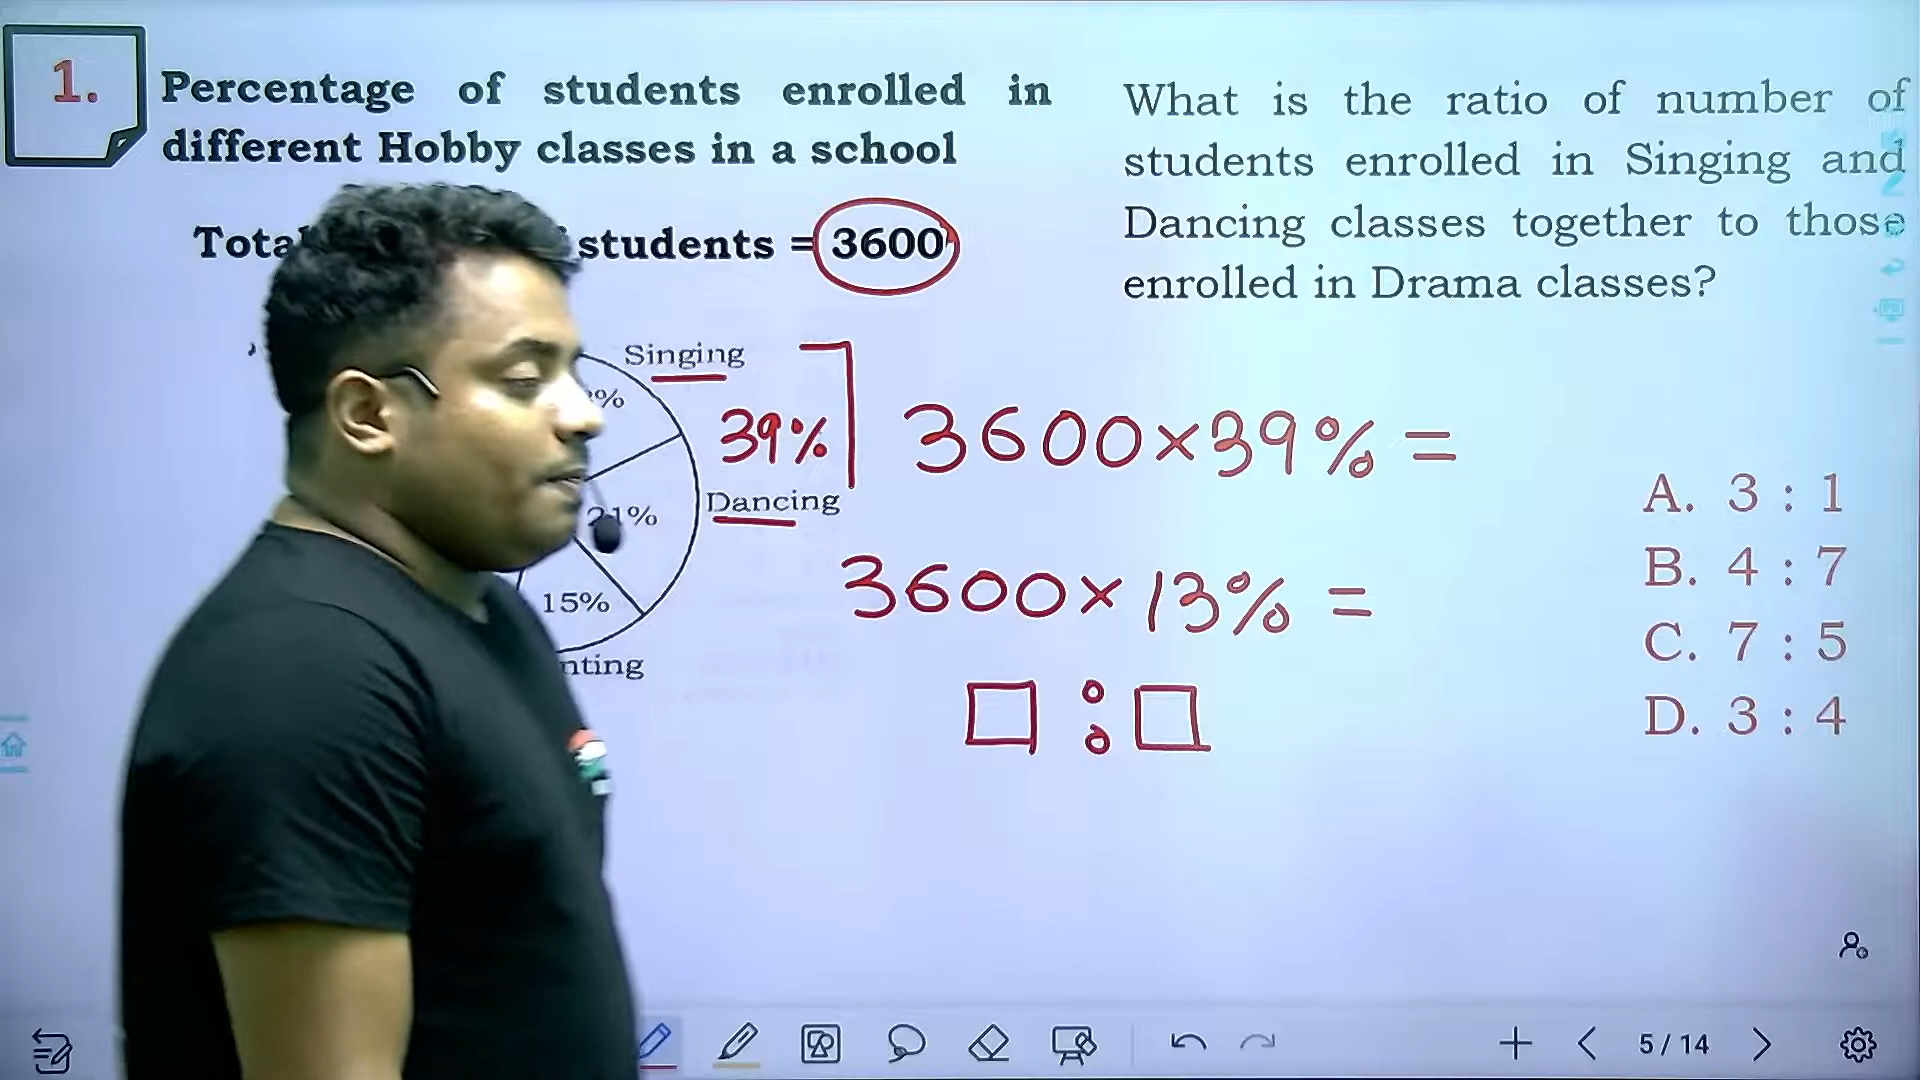 1.
Percentage of students enrolled in
different Hobby classes in a school
students = 3600
Singing
39%
21%
Dancing
15%
3600×39% =
3600×13% =
□ : □
What is the ratio of number of
students enrolled in Singing and
Dancing classes together to those
enrolled in Drama classes?
A. 3 : 1
B. 4 : 7
C. 7 : 5
D. 3 : 4
5/14